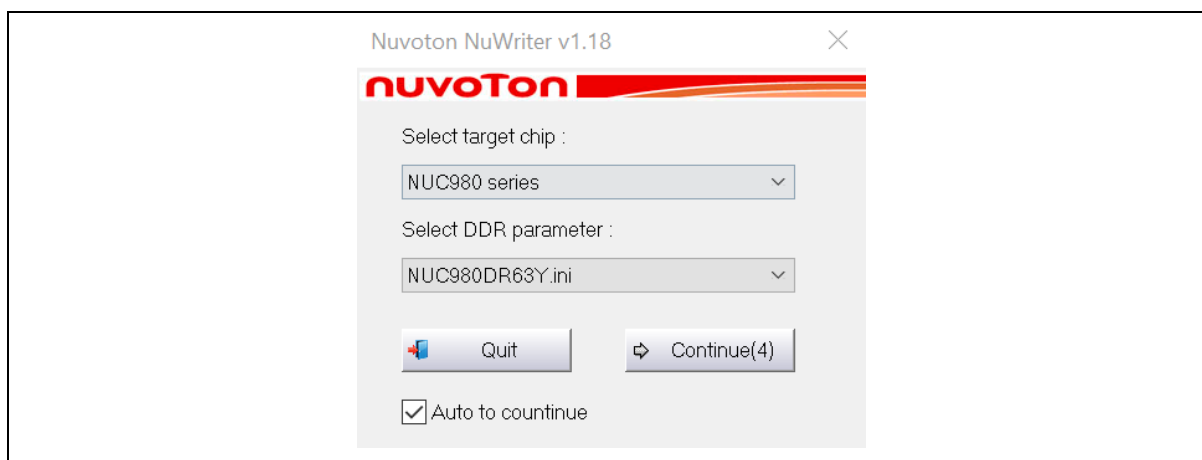 Nuvoton NuWriter v1.18
nuvoTon
Select target chip :
NUC980 series
Select DDR parameter :
NUC980DR63Y.ini
Quit
Continue(4)
Auto to countinue